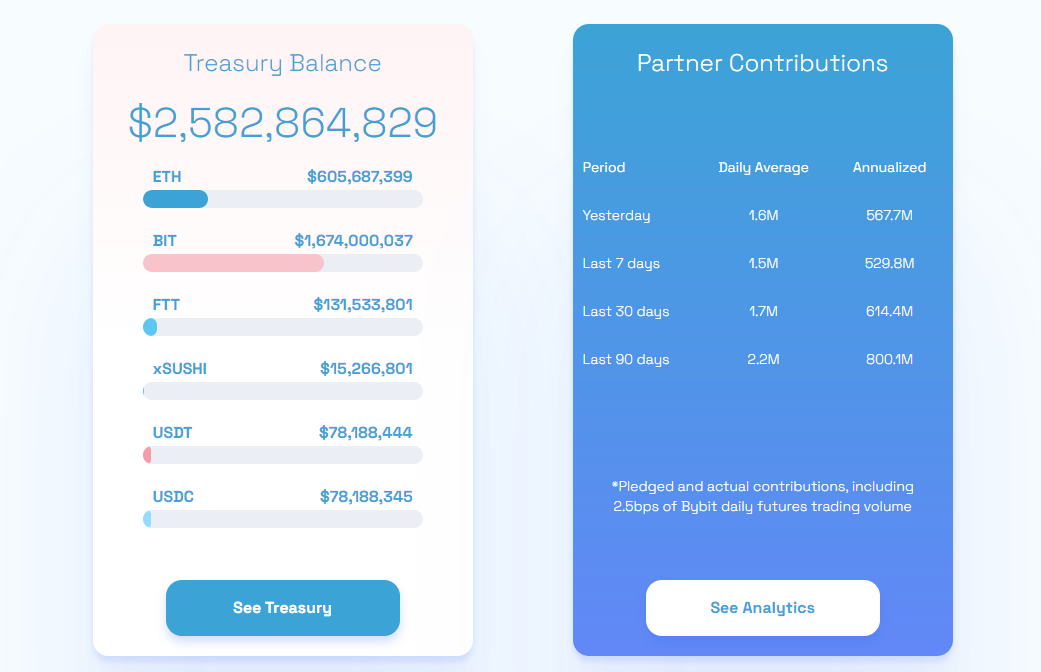 Treasury Balance
$2,582,864,829
ETH $605,687,399
BIT $1,674,000,037
FTT $131,533,801
xSUSHI $15,266,801
USDT $78,188,444
USDC $78,188,345
See Treasury
Partner Contributions
Period Daily Average Annualized
Yesterday 1.6M 567.7M
Last 7 days 1.5M 529.8M
Last 30 days 1.7M 614.4M
Last 90 days 2.2M 800.1M
*Pledged and actual contributions, including
2.5bps of Bybit daily futures trading volume
See Analytics